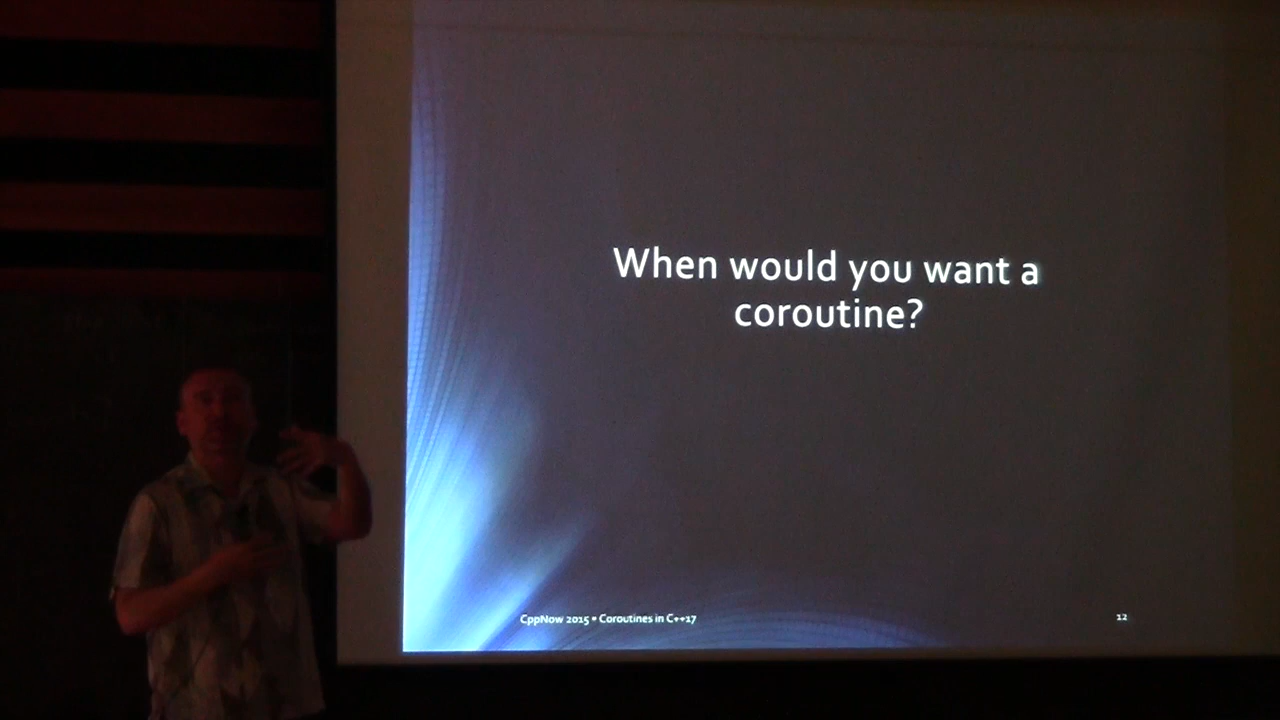 When would you want a
coroutine?
CppNow 2015 • Coroutines in C++17
12